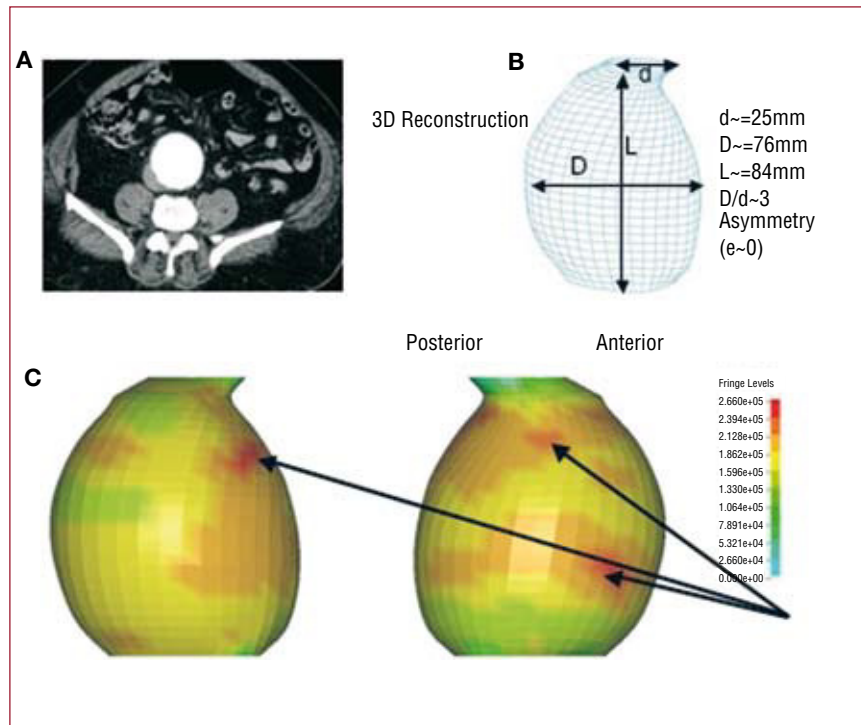 A
B
3D Reconstruction
d
D
L
d~=25mm
D~=76mm
L~=84mm
D/d~3
Asymmetry
(e~0)
Posterior
Anterior
C
Fringe Levels
2.660e+05
2.394e+05
2.128e+05
1.862e+05
1.596e+05
1.330e+05
1.064e+05
7.891e+04
5.321e+04
2.660e+04
0.000e+00